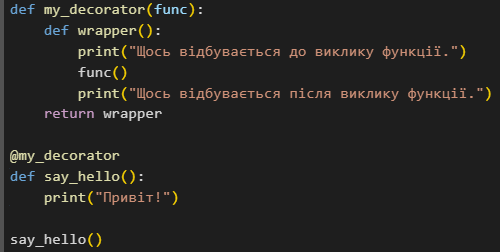 def my_decorator(func):
    def wrapper():
        print("Щось відбувається до виклику функції.")
        func()
        print("Щось відбувається після виклику функції.")
    return wrapper

@my_decorator
def say_hello():
    print("Привіт!")

say_hello()